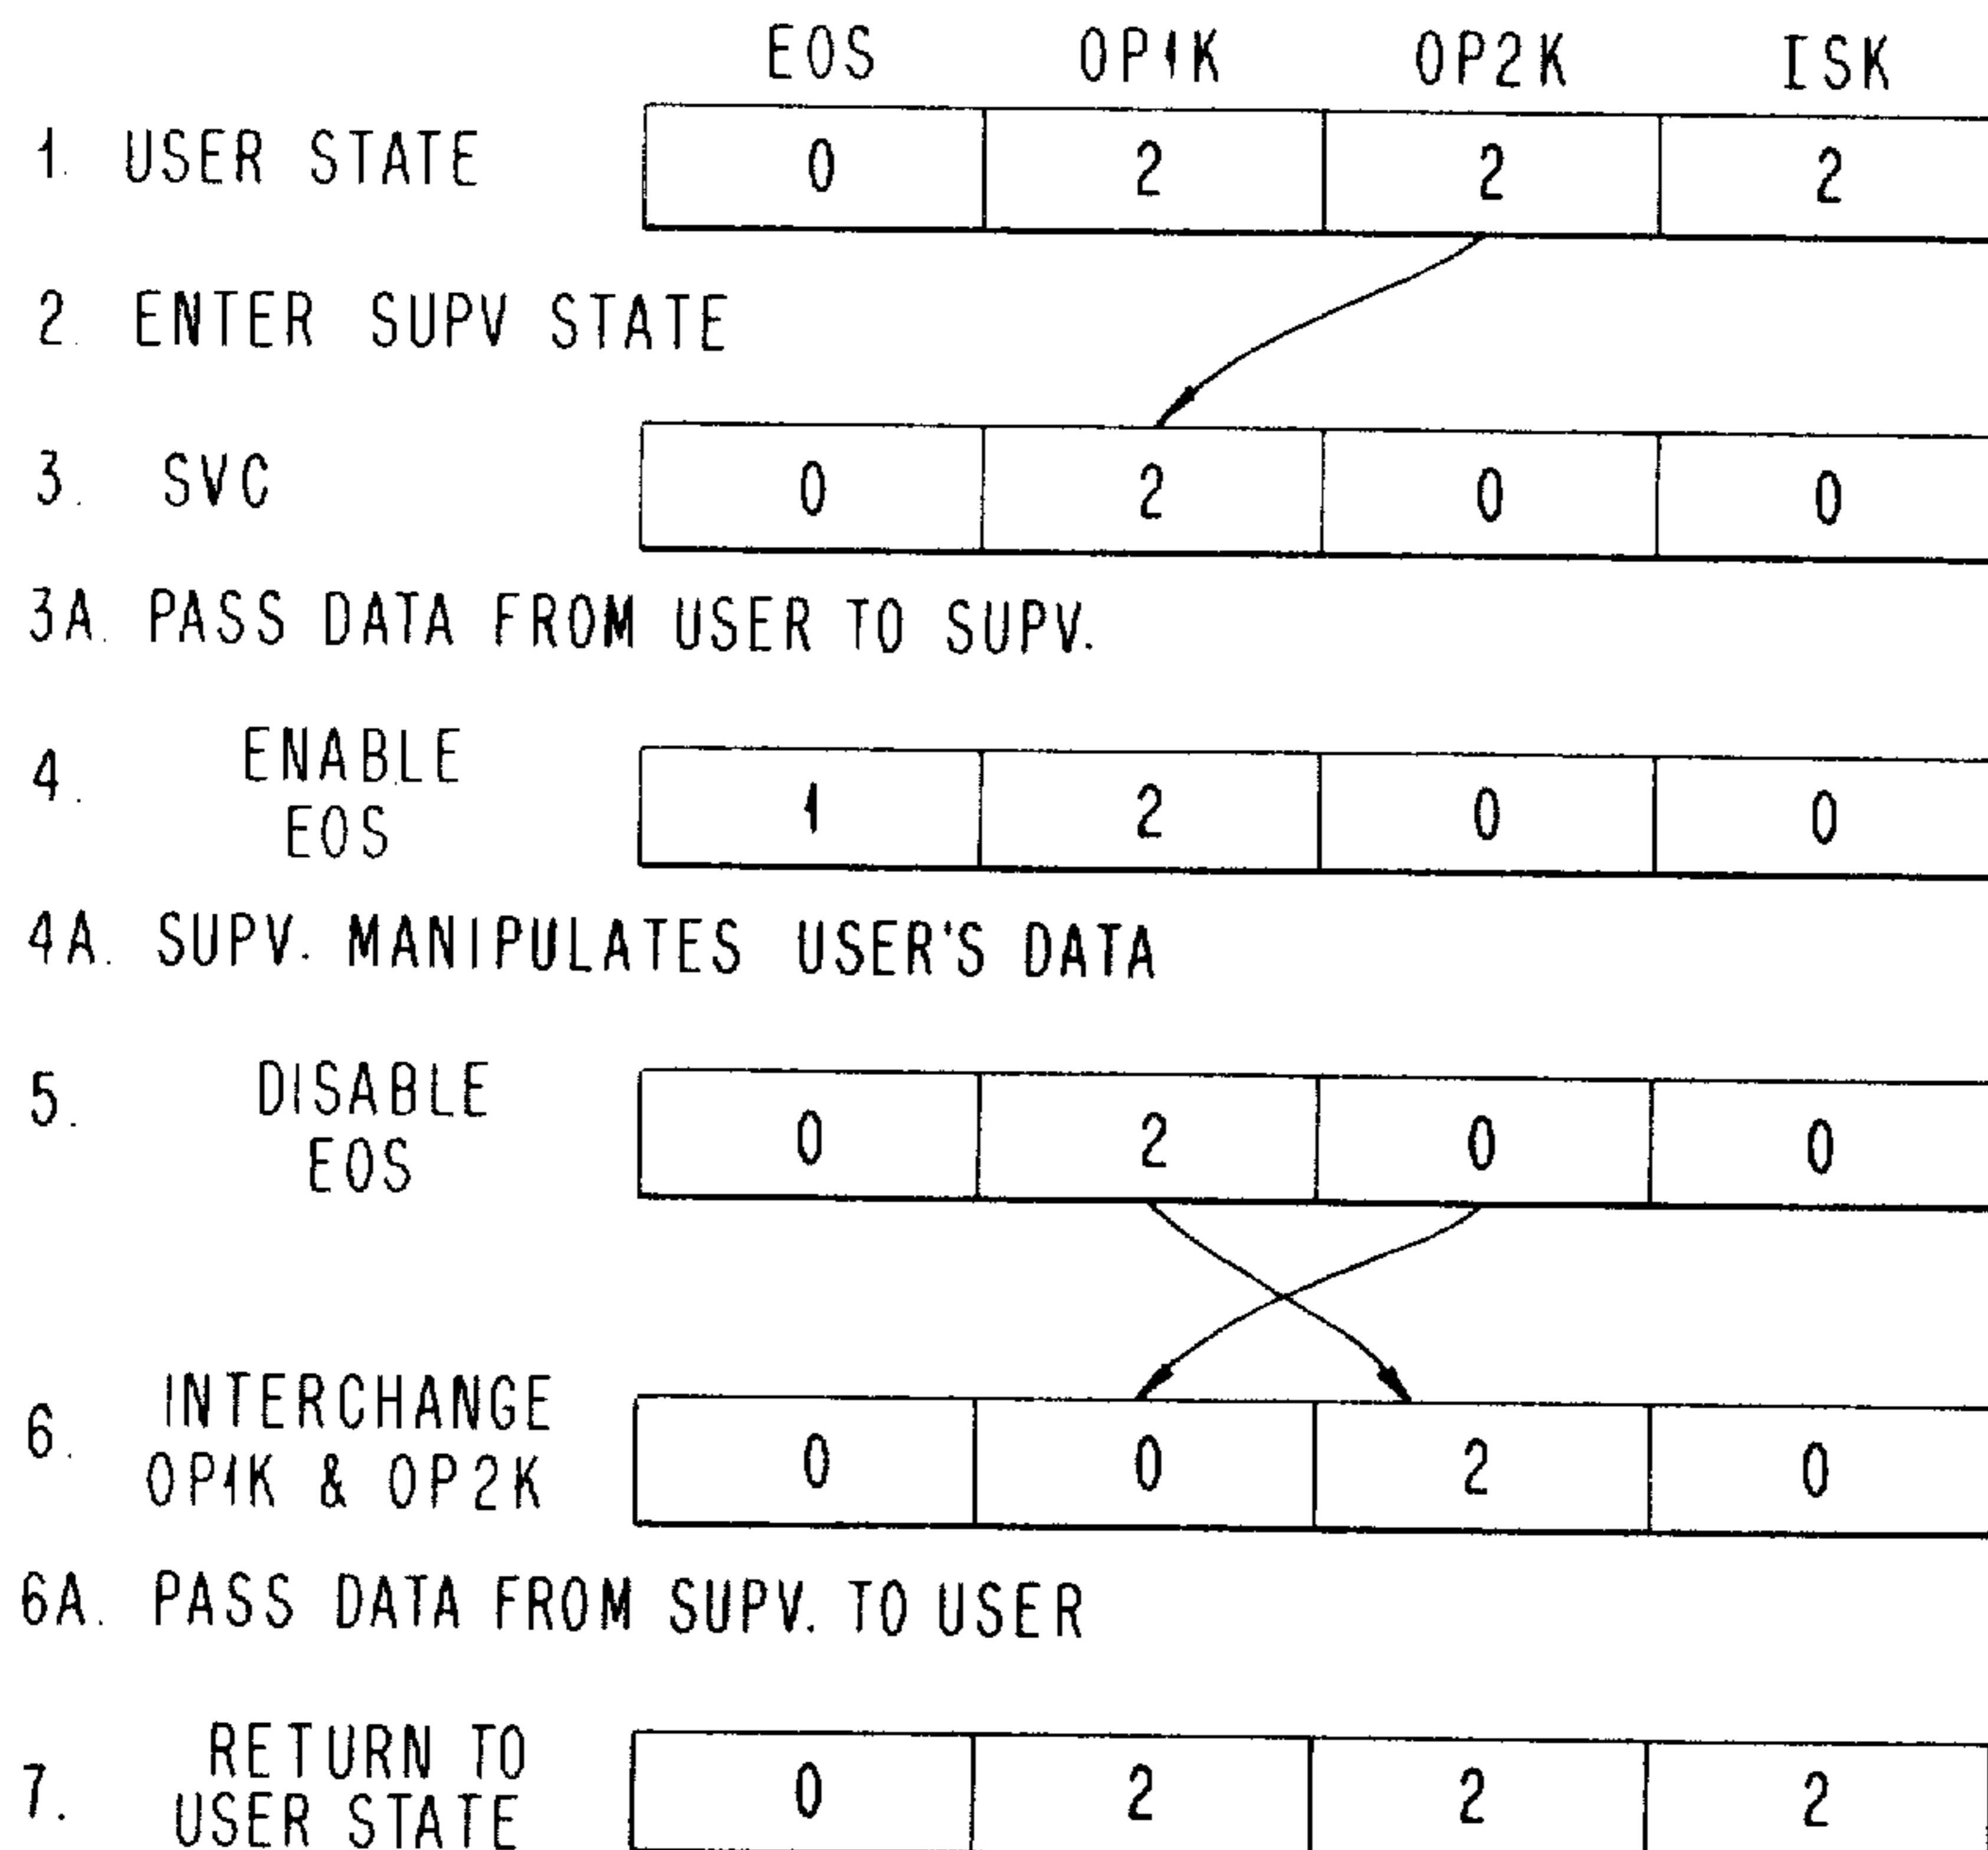 EOS OP1K OP2K ISK
1. USER STATE 0 2 2 2
2. ENTER SUPV STATE
3. SVC 0 2 0 0
3A. PASS DATA FROM USER TO SUPV.
4. ENABLE EOS 1 2 0 0
4A. SUPV. MANIPULATES USER'S DATA
5. DISABLE EOS 0 2 0 0
6. INTERCHANGE OP1K & OP2K 0 0 2 0
6A. PASS DATA FROM SUPV. TO USER
7. RETURN TO USER STATE 0 2 2 2